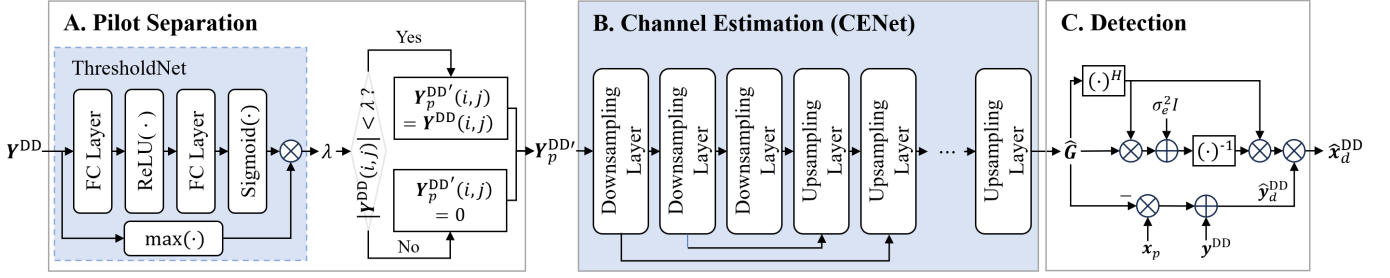 A. Pilot Separation
ThresholdNet
Y^DD
FC Layer
ReLU(·)
FC Layer
Sigmoid(·)
max(·)
λ
|Y^DD(i,j)| < λ ?
Yes
Y_p^DD′(i,j)
= Y^DD(i,j)
Y_p^DD′(i,j)
= 0
No
Y_p^DD′
B. Channel Estimation (CENet)
Downsampling
Layer
Downsampling
Layer
Downsampling
Layer
Upsampling
Layer
Upsampling
Layer
...
Upsampling
Layer
C. Detection
(·)^H
σ_e^2 I
Ĝ
(·)^-1
x̂_d^DD
ŷ_d^DD
−
x_p
y^DD